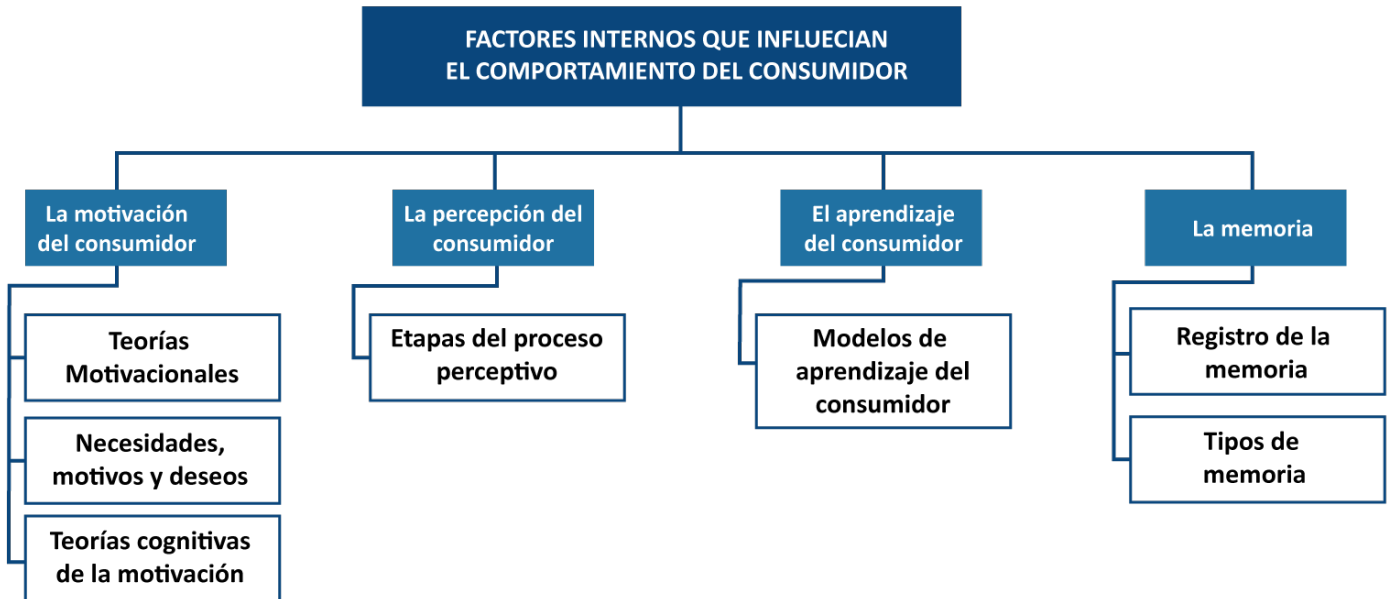 FACTORES INTERNOS QUE INFLUECIAN
EL COMPORTAMIENTO DEL CONSUMIDOR
La motivación
del consumidor
Teorías
Motivacionales
Necesidades,
motivos y deseos
Teorías cognitivas
de la motivación
La percepción del
consumidor
Etapas del proceso
perceptivo
El aprendizaje
del consumidor
Modelos de
aprendizaje del
consumidor
La memoria
Registro de la
memoria
Tipos de
memoria